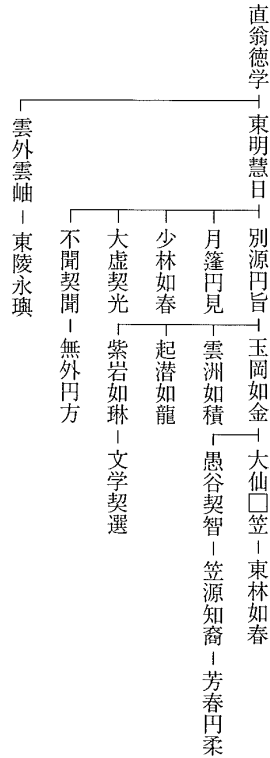 直翁徳学 東明慧日 別源円旨 玉岡如金 大仙□笠 東林如春
月篷円見 雲洲如積 愚谷契智 笠源知裔 芳春円柔
少林如春 起潜如龍
大虚契光 紫岩如琳 文学契選
不聞契聞 無外円方
雲外雲岫 東陵永璵